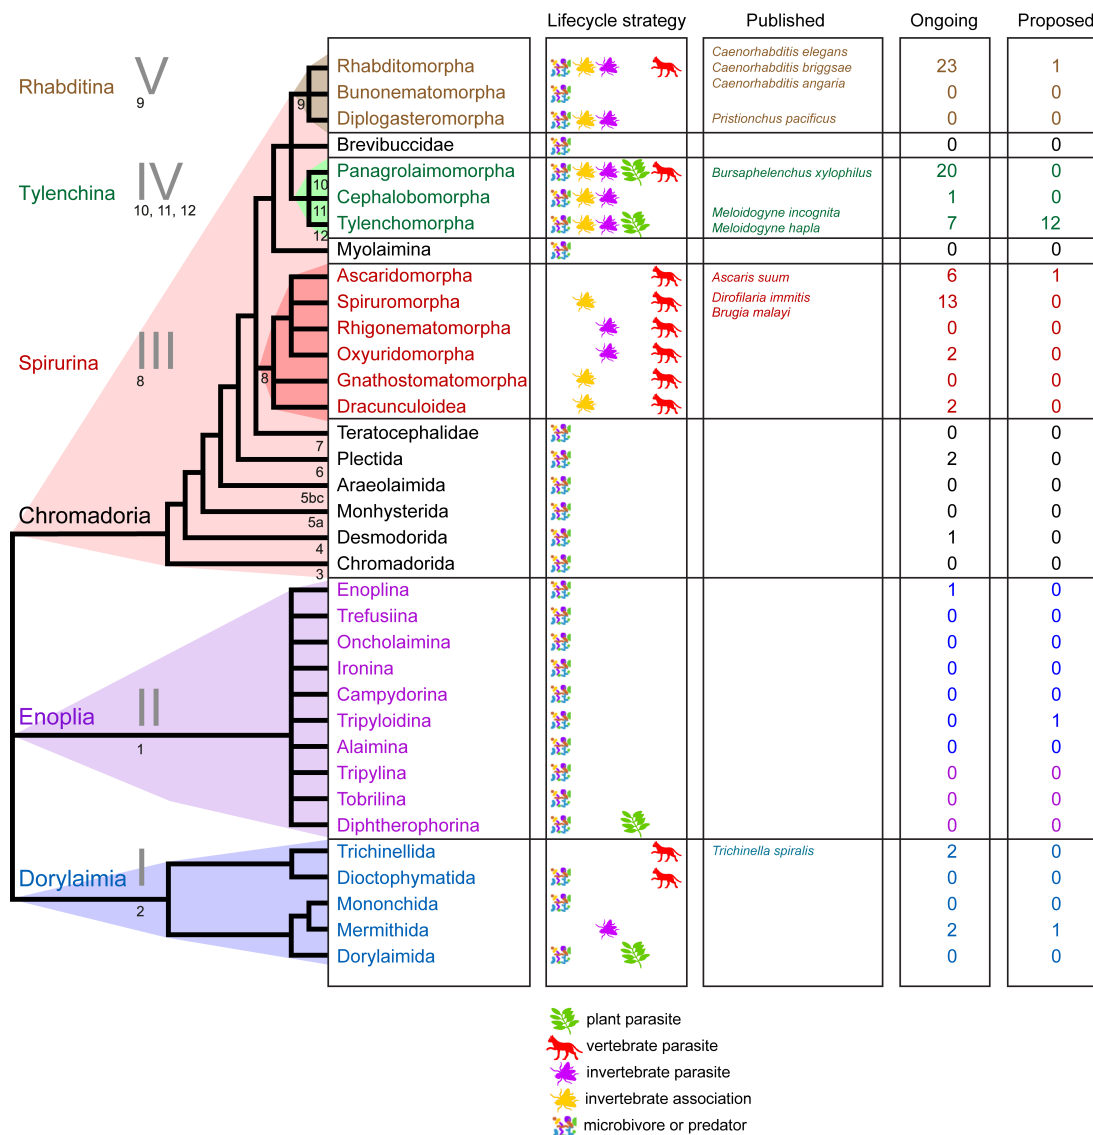 Lifecycle strategy Published Ongoing Proposed
Caenorhabditis elegans
Rhabditina V 9 Rhabditomorpha Caenorhabditis briggsae 23 1
Caenorhabditis angaria
9 Bunonematomorpha 0 0
Diplogasteromorpha Pristionchus pacificus 0 0
Brevibuccidae 0 0
Panagrolaimomorpha Bursaphelenchus xylophilus 20 0
Tylenchina IV 10, 11, 12 10 Cephalobomorpha 1 0
11 Tylenchomorpha Meloidogyne incognita 7 12
Meloidogyne hapla
12 Myolaimina 0 0
Ascaridomorpha Ascaris suum 6 1
Spiruromorpha Dirofilaria immitis 13 0
Brugia malayi
Rhigonematomorpha 0 0
Spirurina III 8 Oxyuridomorpha 2 0
8 Gnathostomatomorpha 0 0
Dracunculoidea 2 0
Teratocephalidae 0 0
7 Plectida 2 0
6 Araeolaimida 0 0
5bc Monhysterida 0 0
Chromadoria 5a Desmodorida 1 0
4 Chromadorida 0 0
3
Enoplina 1 0
Trefusiina 0 0
Oncholaimina 0 0
Ironina 0 0
Campydorina 0 0
Enoplia II 1 Tripyloidina 0 1
Alaimina 0 0
Tripylina 0 0
Tobrilina 0 0
Diphtherophorina 0 0
Trichinellida Trichinella spiralis 2 0
Dorylaimia I 2 Dioctophymatida 0 0
Mononchida 0 0
Mermithida 2 1
Dorylaimida 0 0
plant parasite
vertebrate parasite
invertebrate parasite
invertebrate association
microbivore or predator